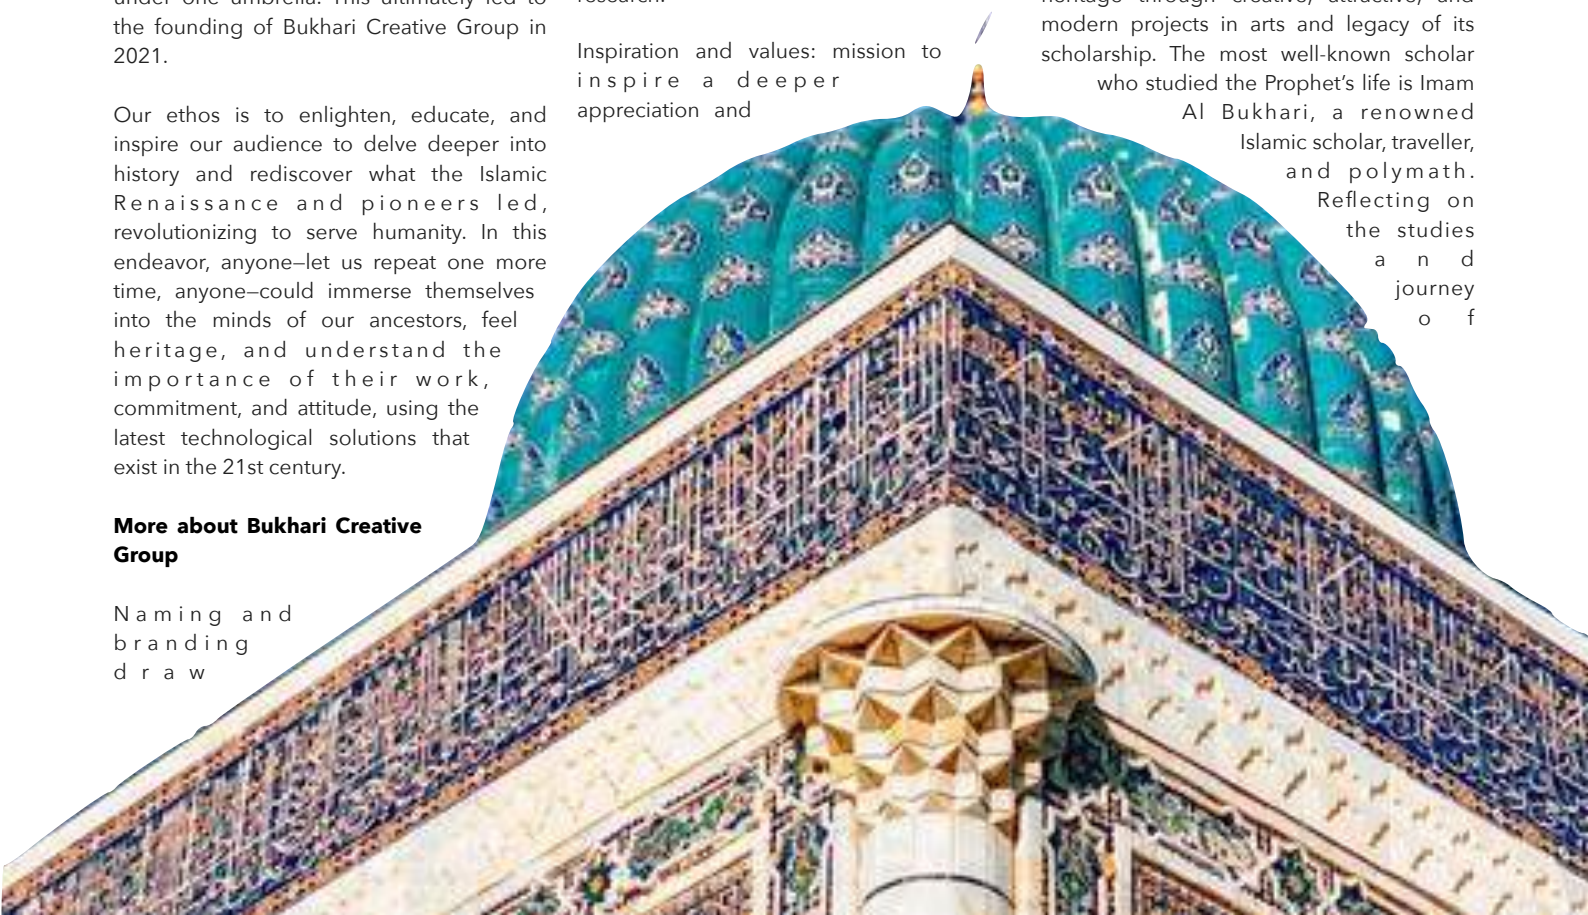 the founding of Bukhari Creative Group in
2021.
Our ethos is to enlighten, educate, and
inspire our audience to delve deeper into
history and rediscover what the Islamic
Renaissance and pioneers led,
revolutionizing to serve humanity. In this
endeavor, anyone—let us repeat one more
time, anyone—could immerse themselves
into the minds of our ancestors, feel
heritage, and understand the
importance of their work,
commitment, and attitude, using the
latest technological solutions that
exist in the 21st century.
More about Bukhari Creative
Group
Naming and
branding
draw
Inspiration and values: mission to
inspire a deeper
appreciation and
heritage through creative, attractive, and
modern projects in arts and legacy of its
scholarship. The most well-known scholar
who studied the Prophet’s life is Imam
Al Bukhari, a renowned
Islamic scholar, traveller,
and polymath.
Reflecting on
the studies
and
journey
of